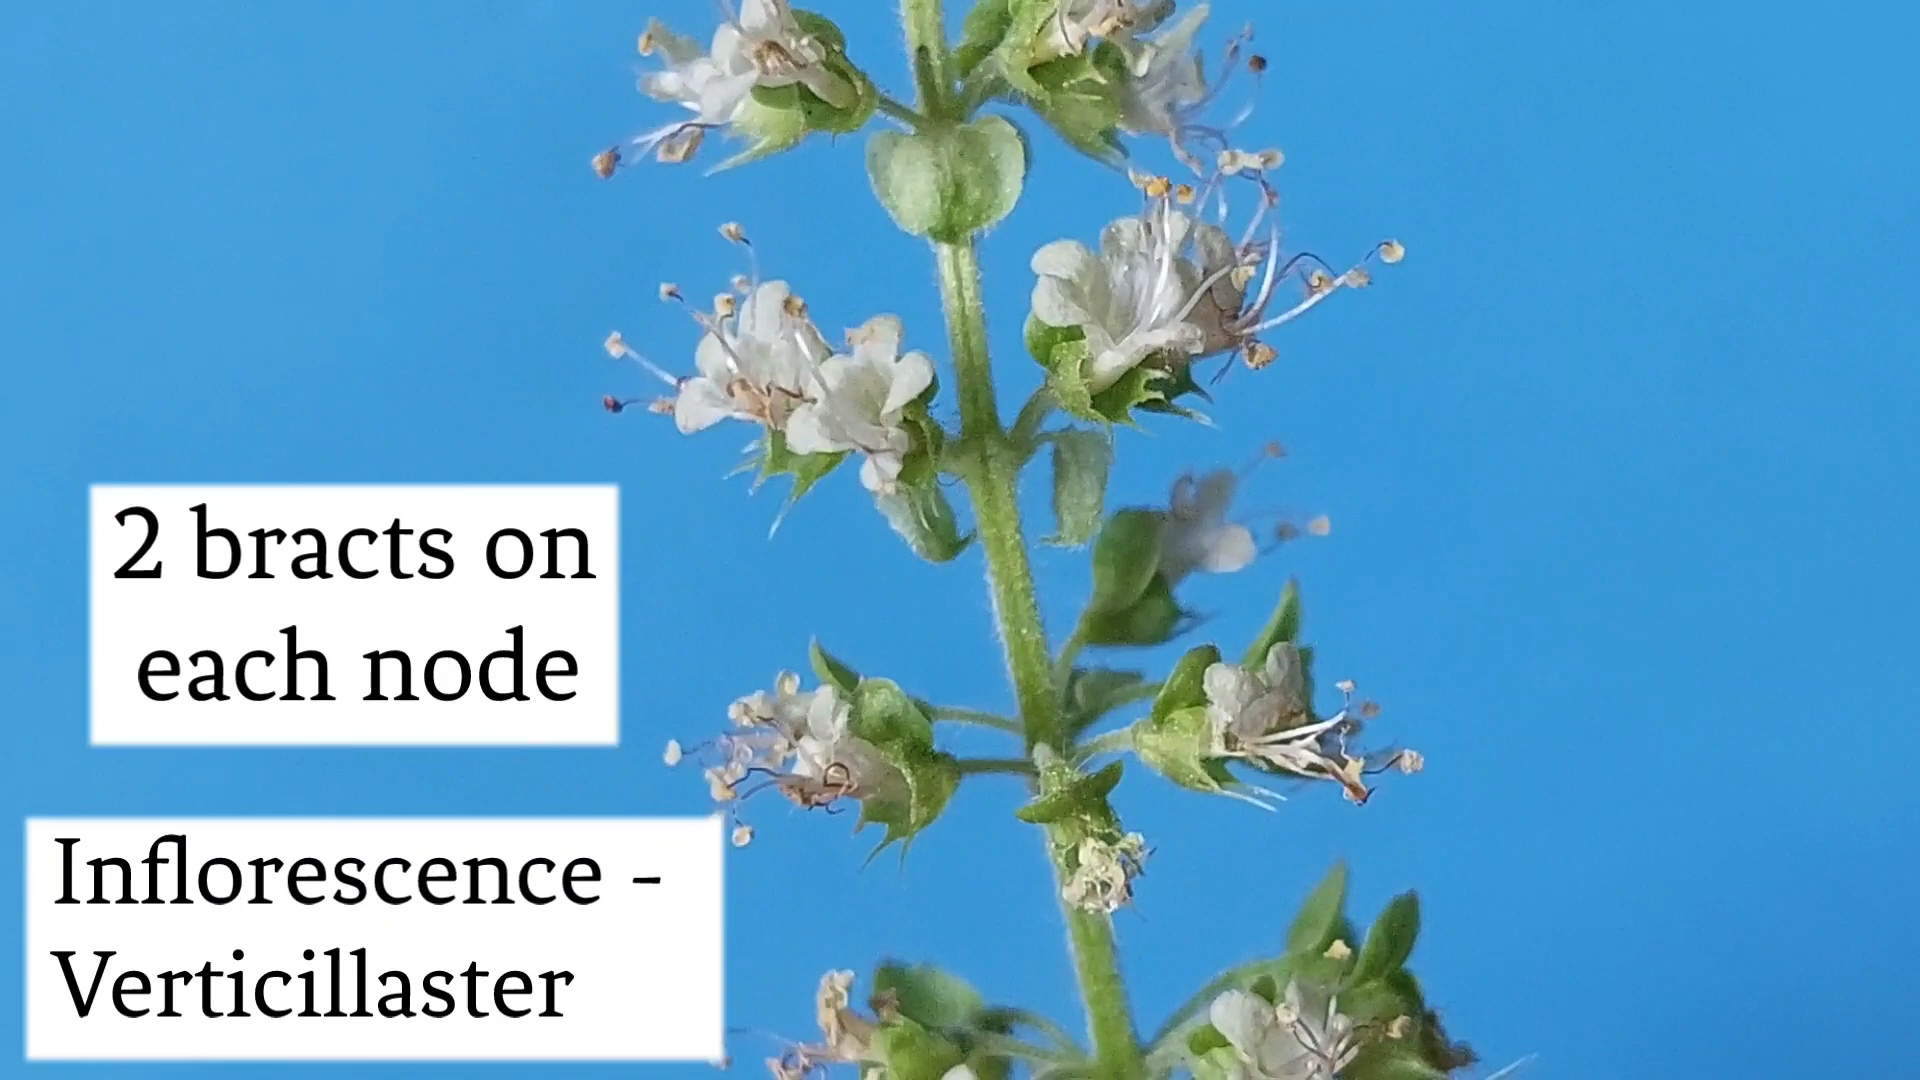 2 bracts on
each node
Inflorescence -
Verticillaster